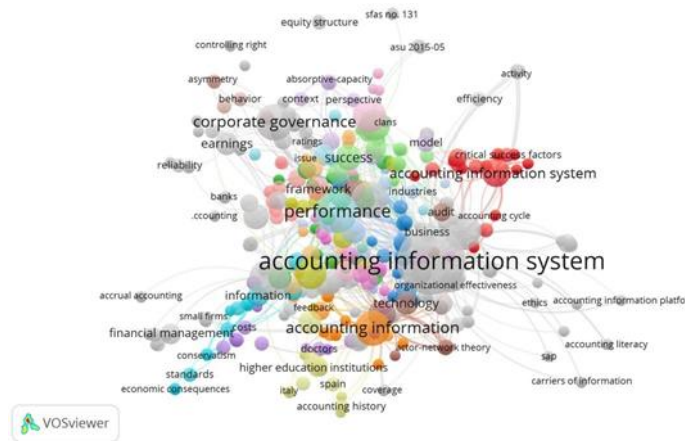 sfas no. 131
equity structure
controlling right
asu 2015-05
asymmetry
absorptive-capacity
activity
behavior
context
perspective
efficiency
corporate governance
clans
earnings
ratings
model
issue
success
critical success factors
reliability
accounting information system
framework
industries
banks
performance
audit
accounting cycle
.ccounting
business
accounting information system
organizational effectiveness
accrual accounting
information
technology
ethics
accounting information platfo
small firms
feedback
financial management
costs
accounting information
accounting literacy
conservatism
doctors
actor-network theory
sap
standards
higher education institutions
economic consequences
italy
spain
coverage
carriers of information
accounting history
VOSviewer